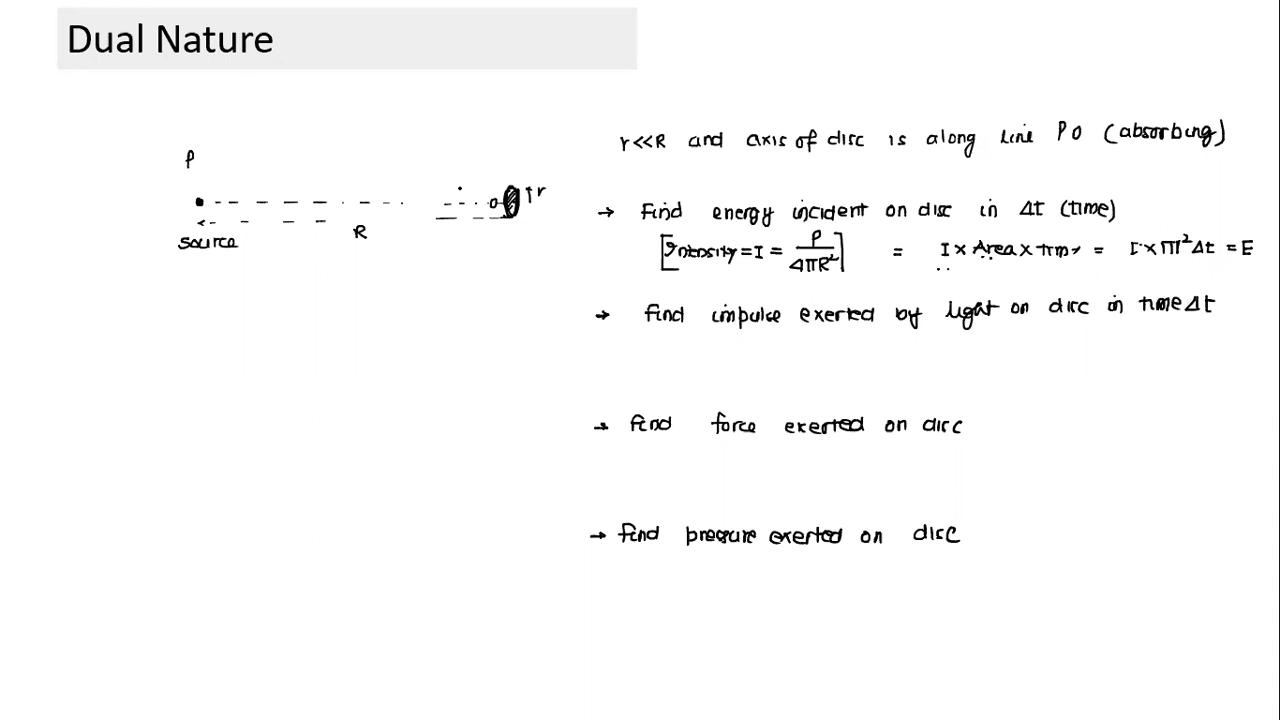 Dual Nature
r<<R and axis of disc is along line PO (absorbing)
P
→ Find energy incident on disc in Δt (time)
O r
R
source
[Intensity = I = P/4πR²] = I × Area × time = I × πr²Δt = E
→ find impulse exerted by light on disc in time Δt
→ find force exerted on disc
→ find pressure exerted on disc